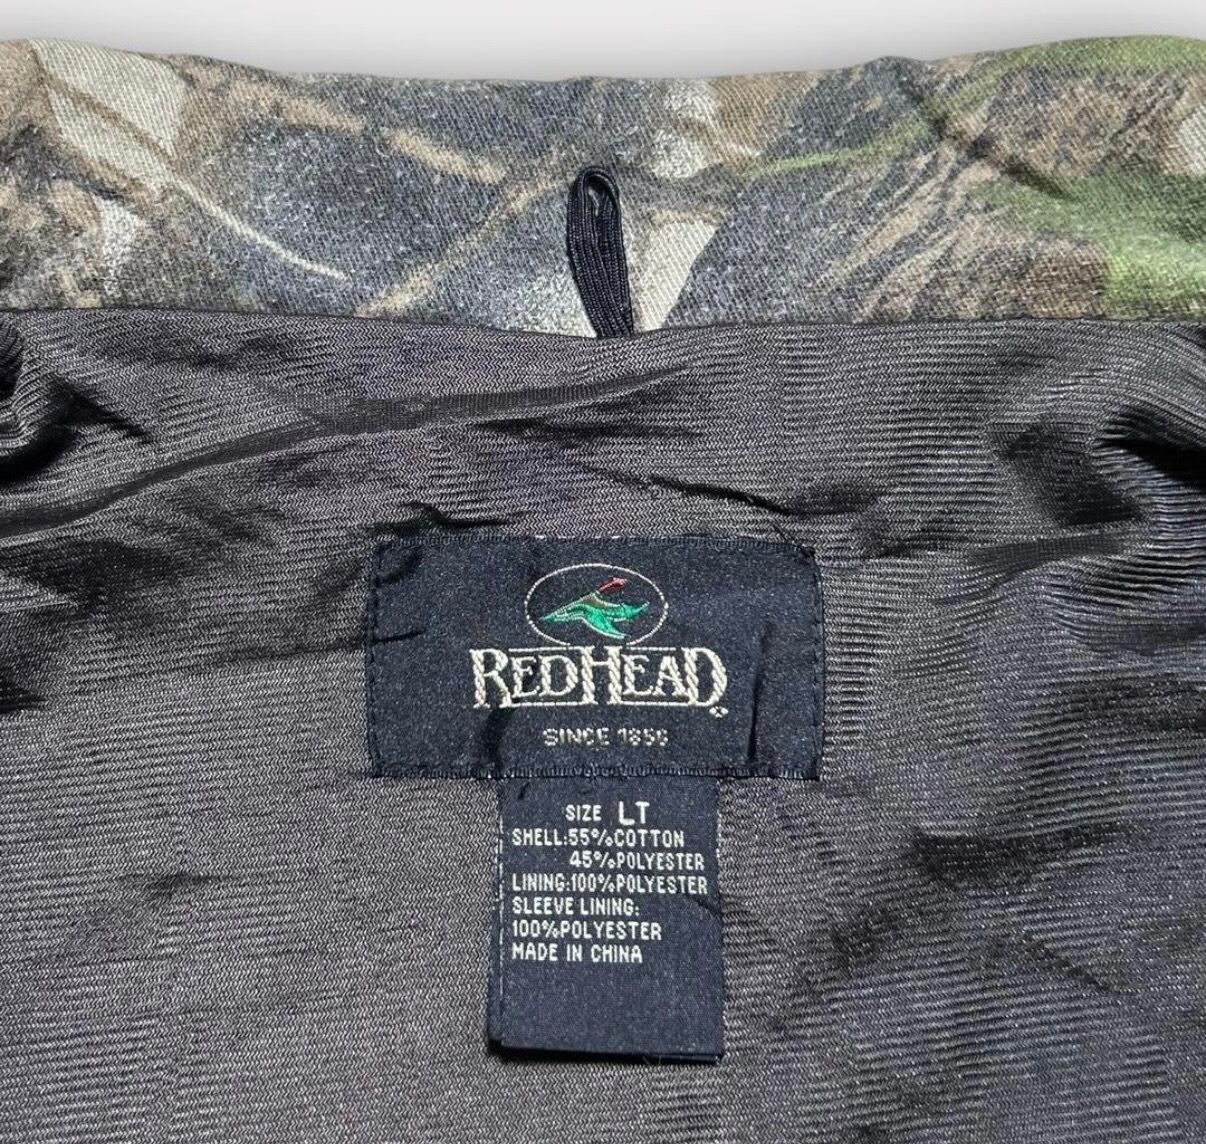 REDHEAD
SINCE 1856
SIZE LT
SHELL:55%COTTON
45%POLYESTER
LINING:100%POLYESTER
SLEEVE LINING:
100%POLYESTER
MADE IN CHINA